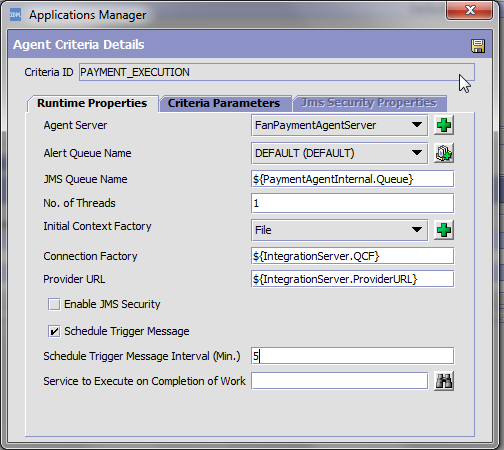 IBM Applications Manager
Agent Criteria Details
Criteria ID PAYMENT_EXECUTION
Runtime Properties Criteria Parameters Jms Security Properties
Agent Server FanPaymentAgentServer
Alert Queue Name DEFAULT (DEFAULT)
JMS Queue Name ${PaymentAgentInternal.Queue}
No. of Threads 1
Initial Context Factory File
Connection Factory ${IntegrationServer.QCF}
Provider URL ${IntegrationServer.ProviderURL}
Enable JMS Security
Schedule Trigger Message
Schedule Trigger Message Interval (Min.) 5
Service to Execute on Completion of Work